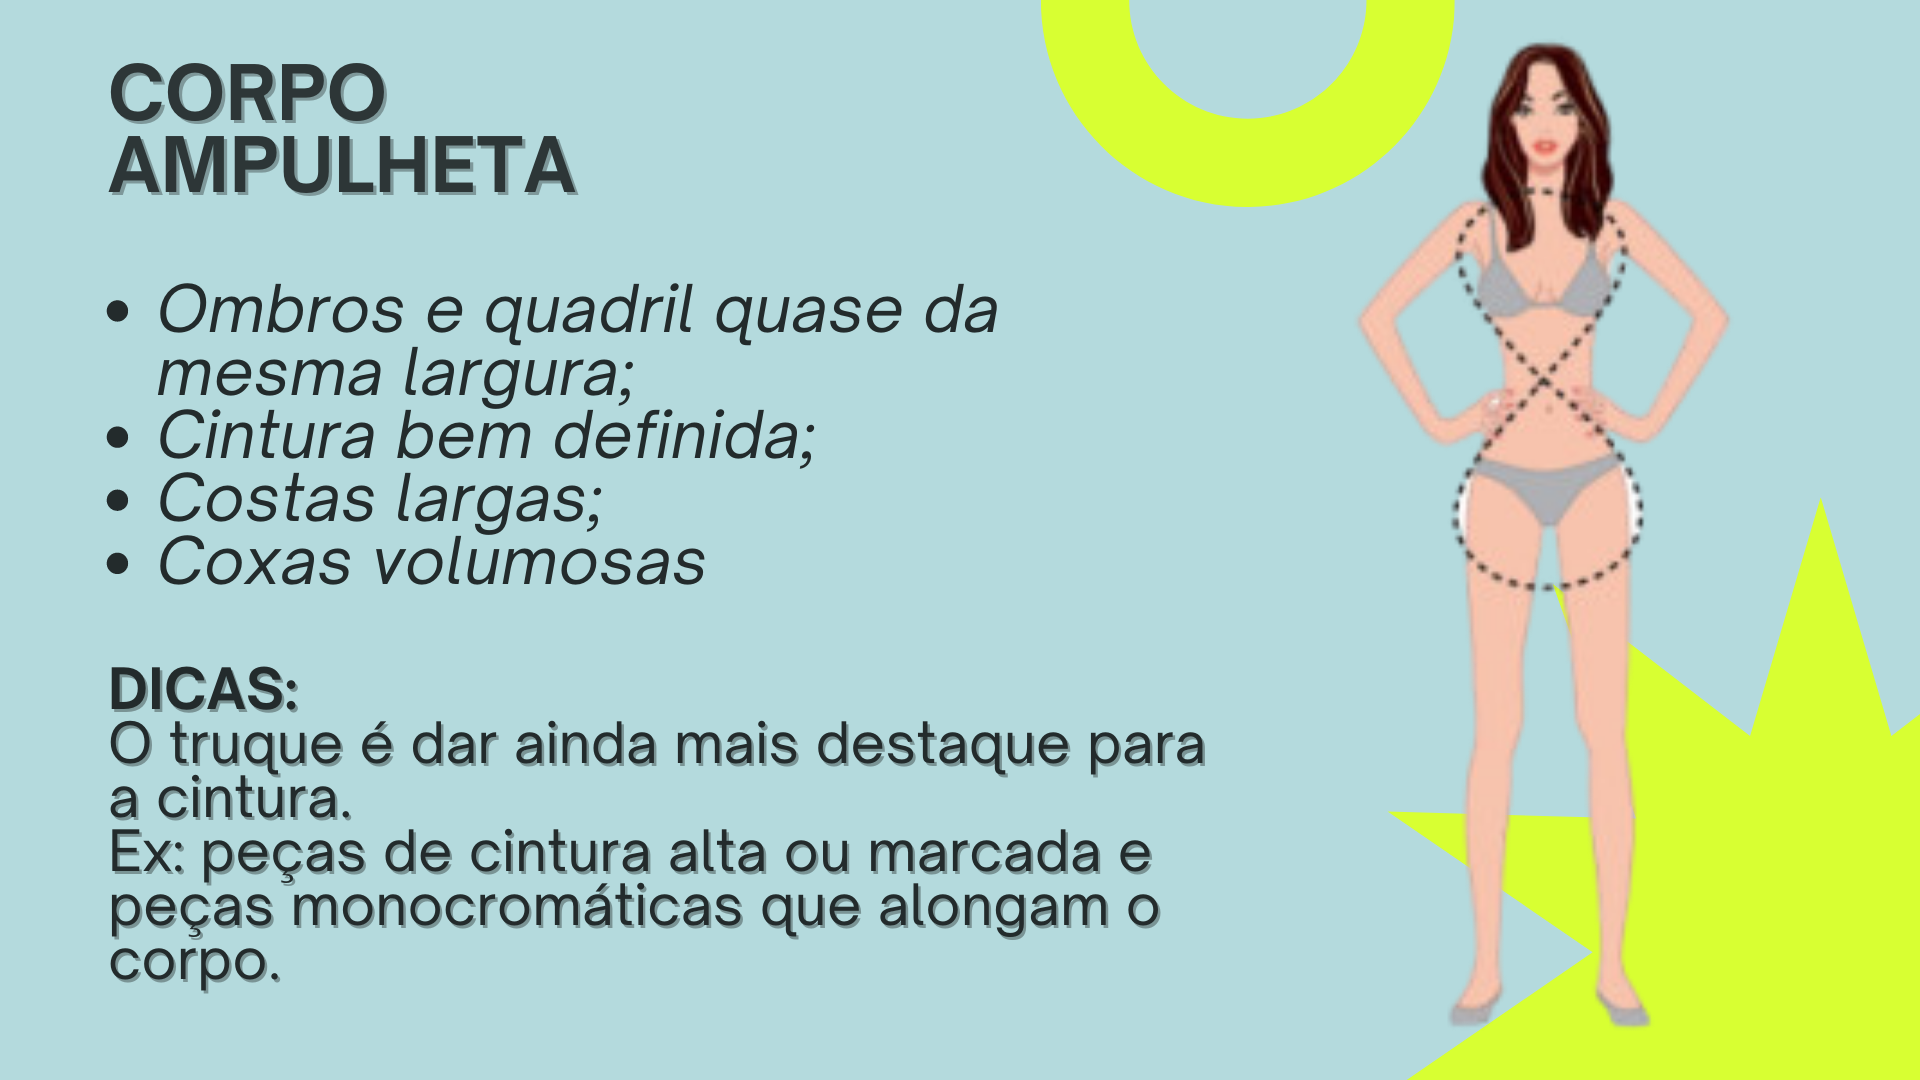 CORPO
AMPULHETA
• Ombros e quadril quase da
mesma largura;
• Cintura bem definida;
• Costas largas;
• Coxas volumosas
DICAS:
O truque é dar ainda mais destaque para
a cintura.
Ex: peças de cintura alta ou marcada e
peças monocromáticas que alongam o
corpo.